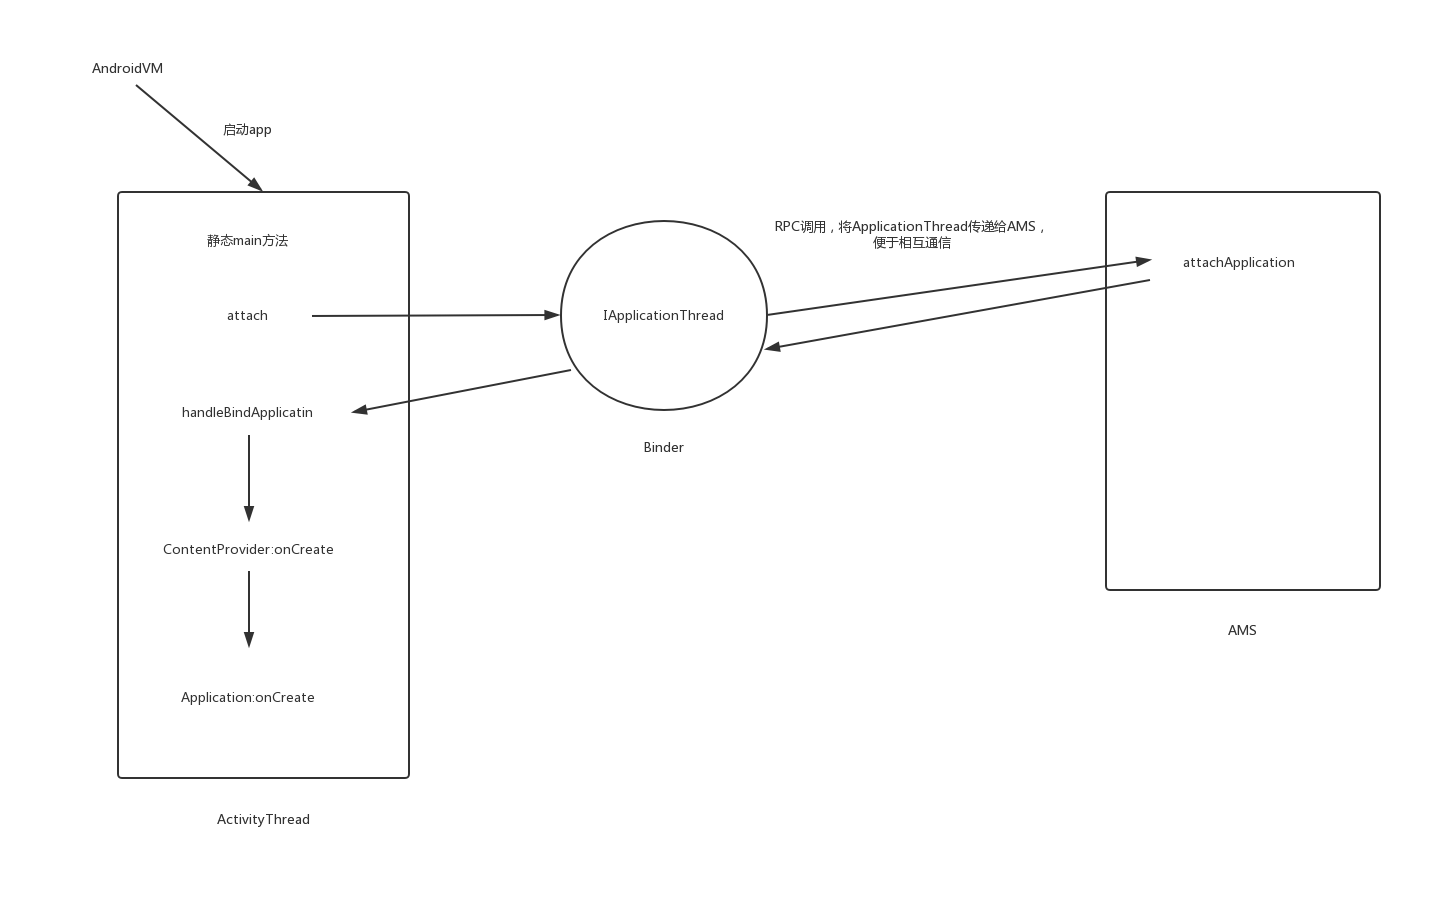 AndroidVM
启动app
静态main方法
attach
handleBindApplicatin
ContentProvider:onCreate
Application:onCreate
ActivityThread
IApplicationThread
Binder
RPC调用，将ApplicationThread传递给AMS，
便于相互通信
attachApplication
AMS